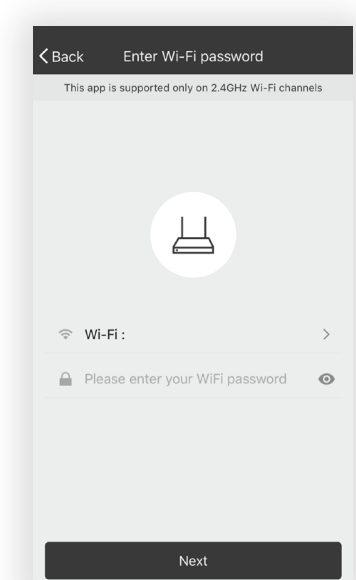 Back
Enter Wi-Fi password
This app is supported only on 2.4GHz Wi-Fi channels
Wi-Fi :
Please enter your WiFi password
Next